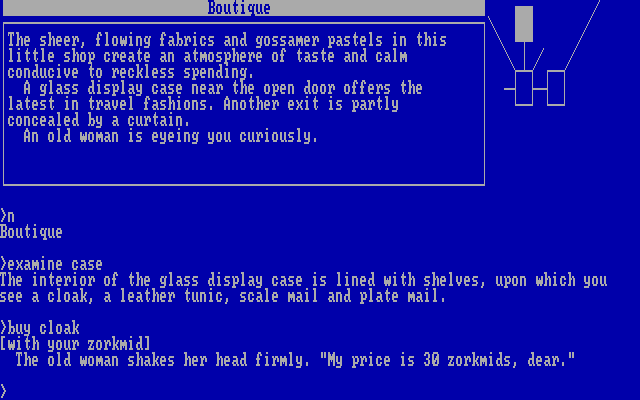 Boutique
The sheer, flowing fabrics and gossamer pastels in this
little shop create an atmosphere of taste and calm
conducive to reckless spending.
A glass display case near the open door offers the
latest in travel fashions. Another exit is partly
concealed by a curtain.
An old woman is eyeing you curiously.
>n
Boutique
>examine case
The interior of the glass display case is lined with shelves, upon which you
see a cloak, a leather tunic, scale mail and plate mail.
>buy cloak
[with your zorkmid]
The old woman shakes her head firmly. "My price is 30 zorkmids, dear."
>